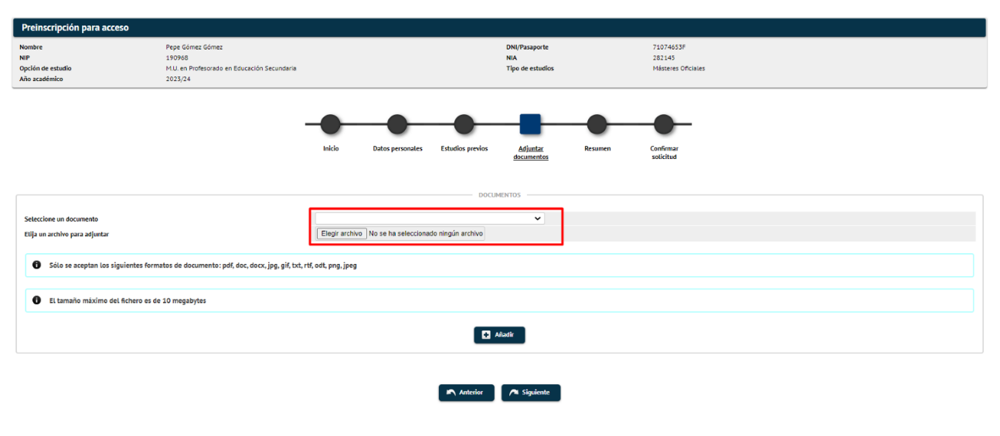 Preinscripción para acceso
Nombre Pepe Gómez Gómez DNI/Pasaporte 71074653F
NIP 190968 NIA 282145
Opción de estudio M.U. en Profesorado en Educación Secundaria Tipo de estudios Másteres Oficiales
Año académico 2023/24
Inicio Datos personales Estudios previos Adjuntar documentos Resumen Confirmar solicitud
DOCUMENTOS
Seleccione un documento
Elija un archivo para adjuntar Elegir archivo No se ha seleccionado ningún archivo
Sólo se aceptan los siguientes formatos de documento: pdf, doc, docx, jpg, gif, txt, rtf, odt, png, jpeg
El tamaño máximo del fichero es de 10 megabytes
Añadir
Anterior Siguiente